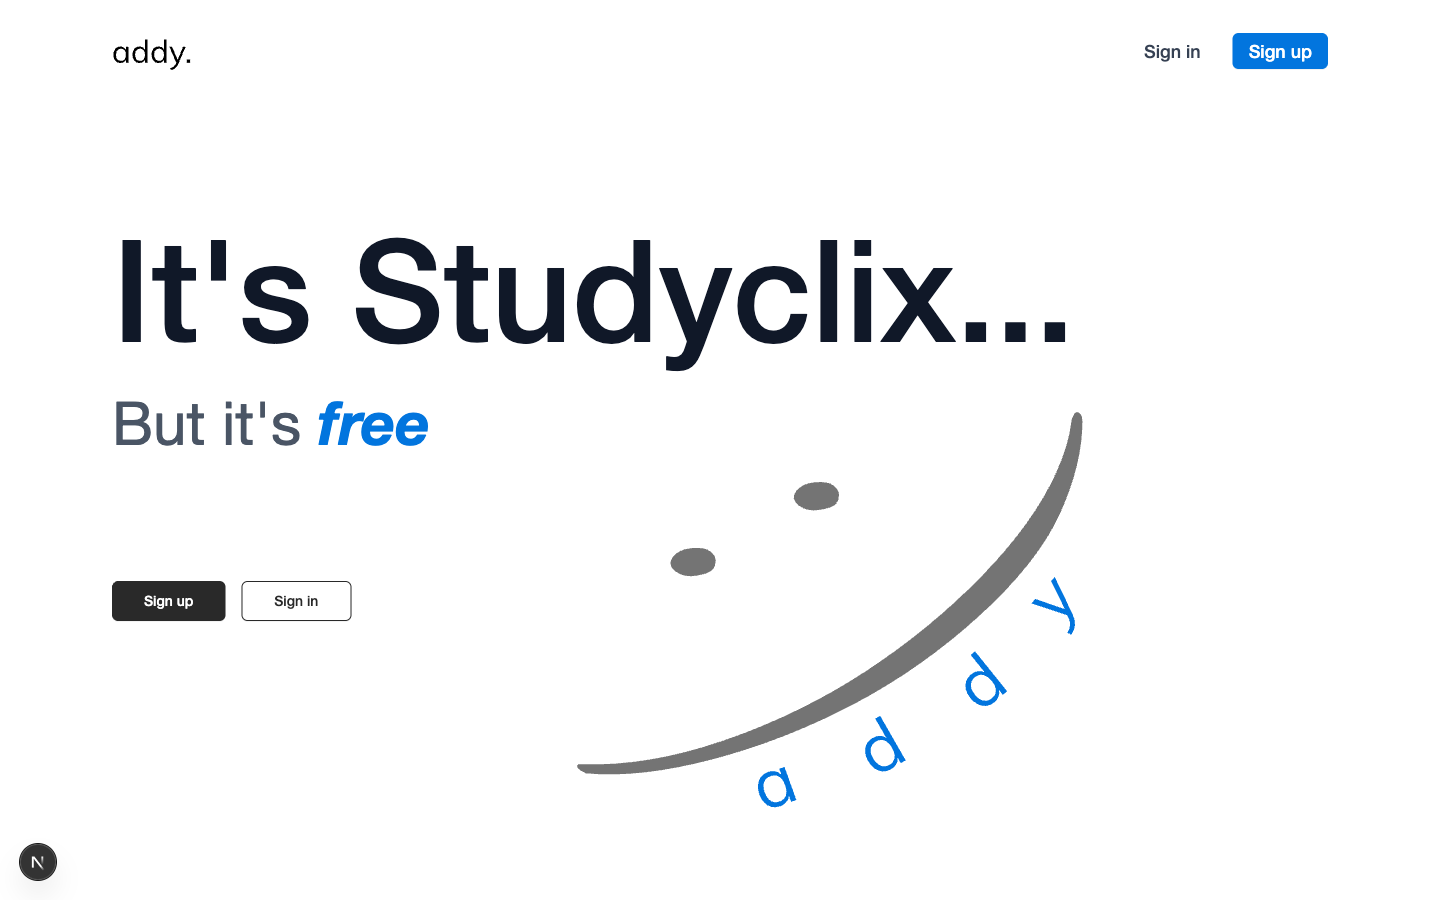 addy.
Sign in
Sign up
It's Studyclix...
But it's free
Sign up
Sign in
addy
N